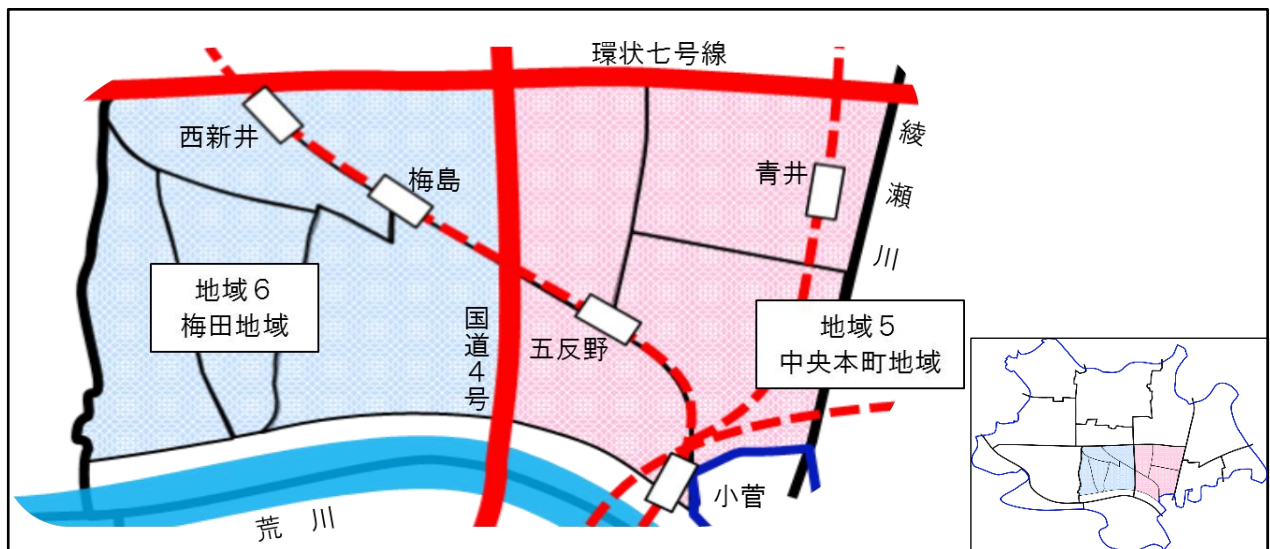 環状七号線
西新井
梅島
青井
綾瀬川
地域６
梅田地域
国道４号
五反野
地域５
中央本町地域
小菅
荒川